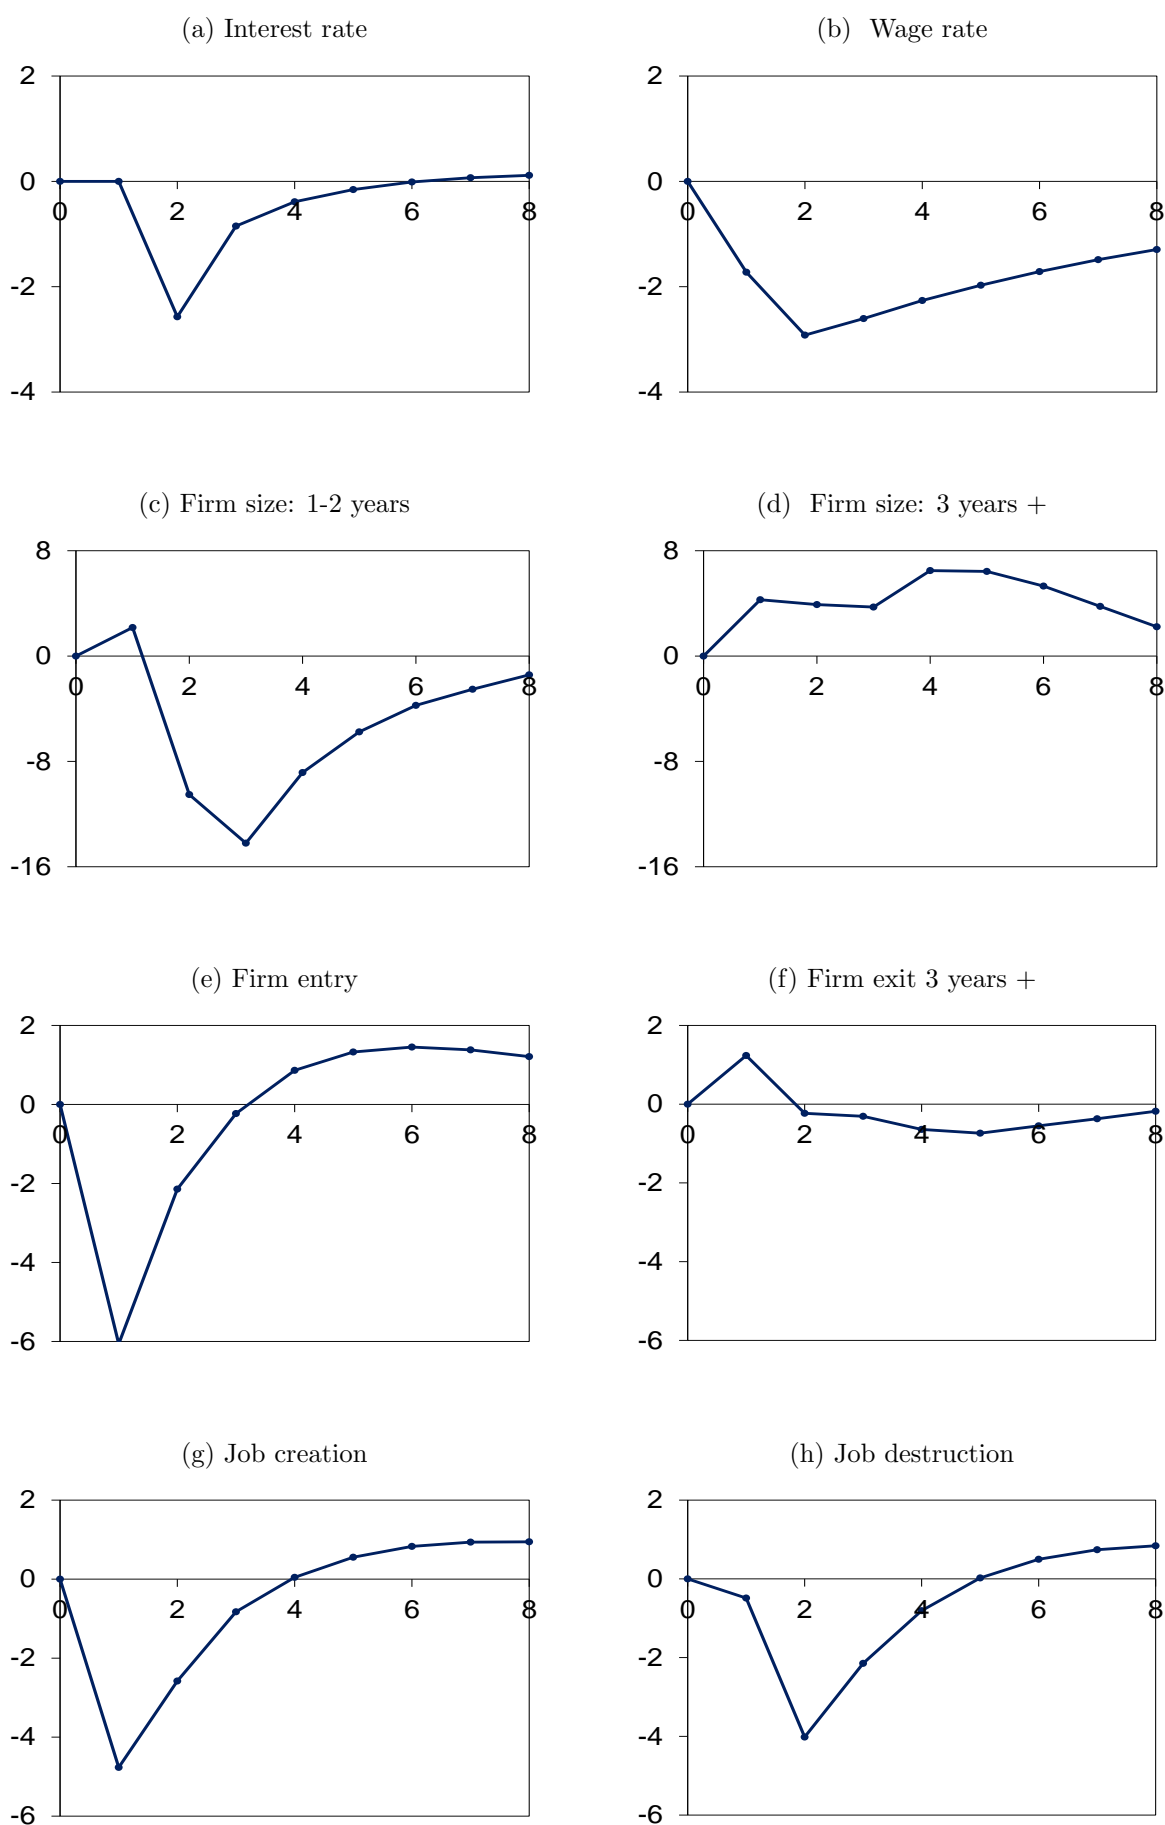 (a) Interest rate
(b) Wage rate
2
0
-2
-4
0 2 4 6 8
2
0
-2
-4
0 2 4 6 8
(c) Firm size: 1-2 years
(d) Firm size: 3 years +
8
0
-8
-16
0 2 4 6 8
8
0
-8
-16
0 2 4 6 8
(e) Firm entry
(f) Firm exit 3 years +
2
0
-2
-4
-6
0 2 4 6 8
2
0
-2
-4
-6
0 2 4 6 8
(g) Job creation
(h) Job destruction
2
0
-2
-4
-6
0 2 4 6 8
2
0
-2
-4
-6
0 2 4 6 8